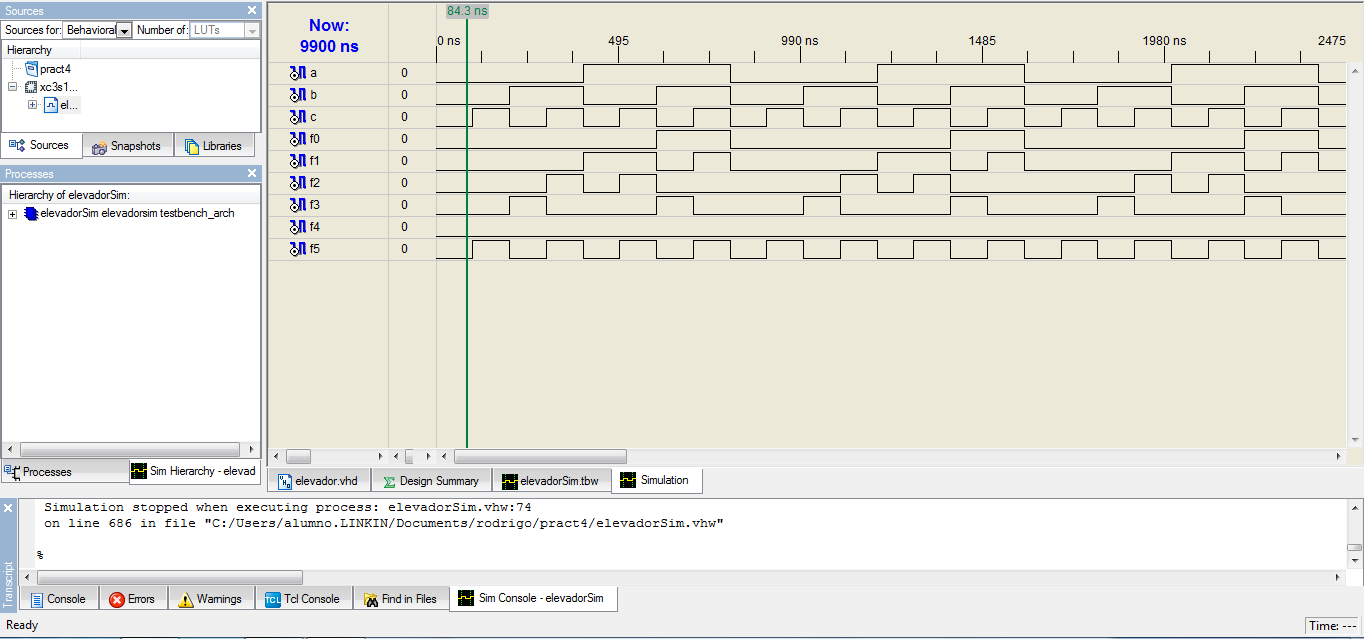 Sources
Sources for: Behavioral Number of: LUTs
Hierarchy
pract4
xc3s1...
el...
Sources Snapshots Libraries
Processes
Hierarchy of elevadorSim:
elevadorSim elevadorsim testbench_arch
Processes Sim Hierarchy - elevad
84.3 ns
Now:
9900 ns
0 ns 495 990 ns 1485 1980 ns 2475
a 0
b 0
c 0
f0 0
f1 0
f2 0
f3 0
f4 0
f5 0
elevador.vhd Design Summary elevadorSim.tbw Simulation
Simulation stopped when executing process: elevadorSim.vhw:74
on line 686 in file "C:/Users/alumno.LINKIN/Documents/rodrigo/pract4/elevadorSim.vhw"
%
Transcript
Console Errors Warnings Tcl Console Find in Files Sim Console - elevadorSim
Ready Time: ---